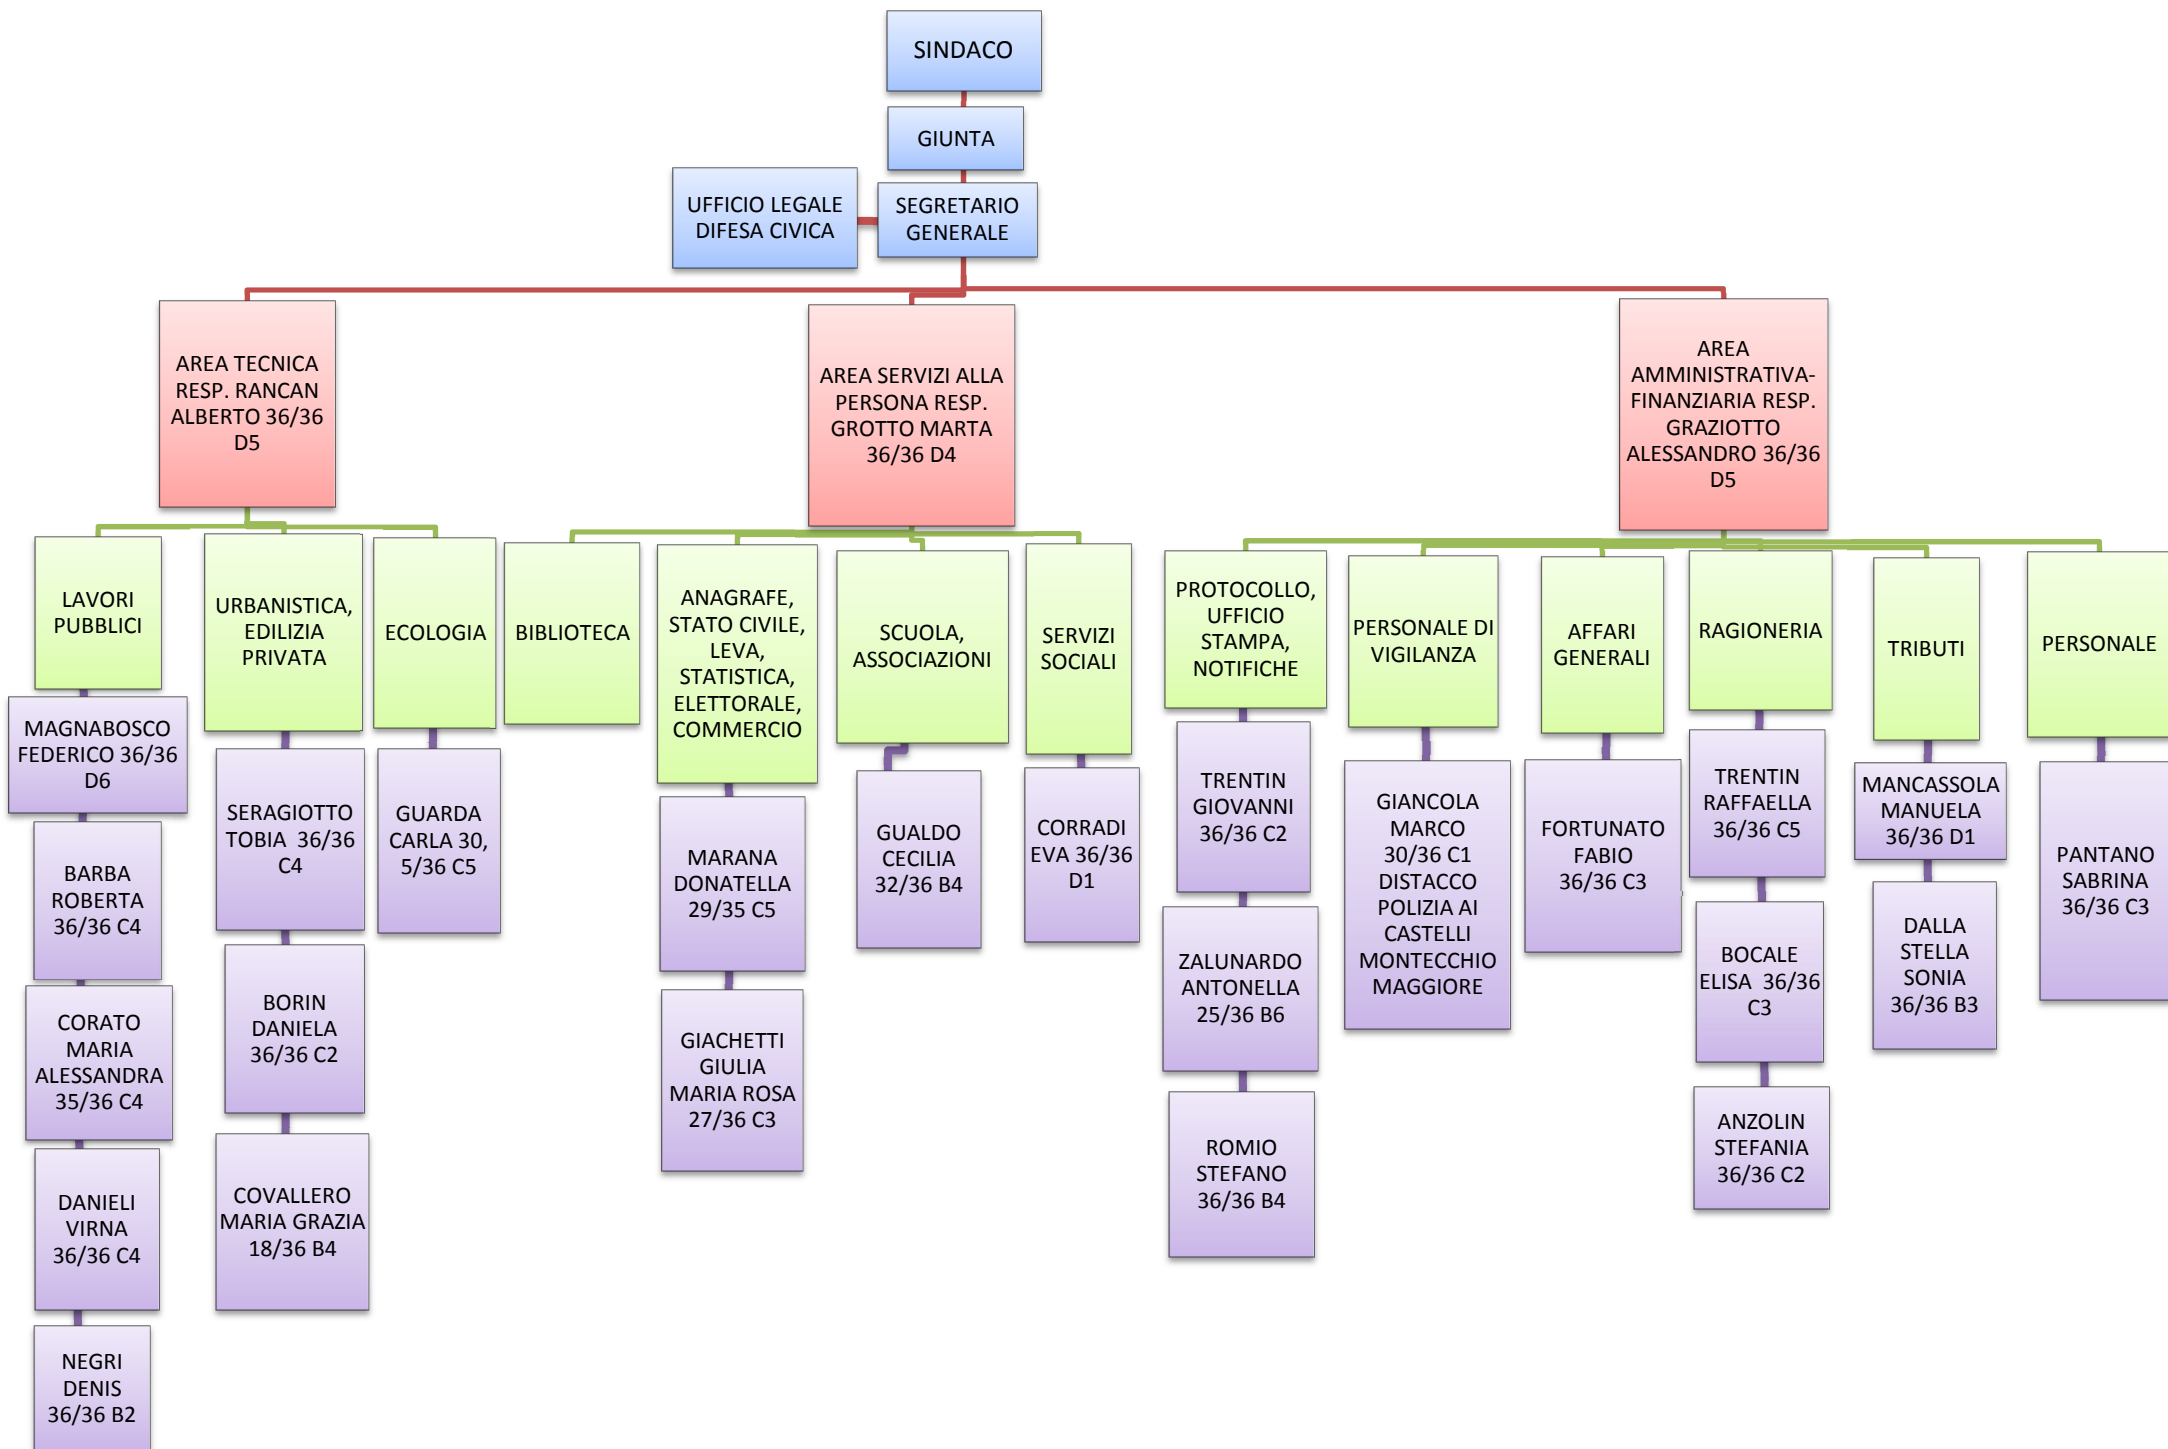 SINDACO
GIUNTA
UFFICIO LEGALE
DIFESA CIVICA
SEGRETARIO
GENERALE
AREA TECNICA
RESP. RANCAN
ALBERTO 36/36
D5
AREA SERVIZI ALLA
PERSONA RESP.
GROTTO MARTA
36/36 D4
AREA
AMMINISTRATIVA-
FINANZIARIA RESP.
GRAZIOTTO
ALESSANDRO 36/36
D5
LAVORI
PUBBLICI
URBANISTICA,
EDILIZIA
PRIVATA
ECOLOGIA
BIBLIOTECA
ANAGRAFE,
STATO CIVILE,
LEVA,
STATISTICA,
ELETTORALE,
COMMERCIO
SCUOLA,
ASSOCIAZIONI
SERVIZI
SOCIALI
PROTOCOLLO,
UFFICIO
STAMPA,
NOTIFICHE
PERSONALE DI
VIGILANZA
AFFARI
GENERALI
RAGIONERIA
TRIBUTI
PERSONALE
MAGNABOSCO
FEDERICO 36/36
D6
BARBA
ROBERTA
36/36 C4
CORATO
MARIA
ALESSANDRA
35/36 C4
DANIELI
VIRNA
36/36 C4
NEGRI
DENIS
36/36 B2
SERAGIOTTO
TOBIA  36/36
C4
BORIN
DANIELA
36/36 C2
COVALLERO
MARIA GRAZIA
18/36 B4
GUARDA
CARLA 30,
5/36 C5
MARANA
DONATELLA
29/35 C5
GIACHETTI
GIULIA
MARIA ROSA
27/36 C3
GUALDO
CECILIA
32/36 B4
CORRADI
EVA 36/36
D1
TRENTIN
GIOVANNI
36/36 C2
ZALUNARDO
ANTONELLA
25/36 B6
ROMIO
STEFANO
36/36 B4
GIANCOLA
MARCO
30/36 C1
DISTACCO
POLIZIA AI
CASTELLI
MONTECCHIO
MAGGIORE
FORTUNATO
FABIO
36/36 C3
TRENTIN
RAFFAELLA
36/36 C5
BOCALE
ELISA  36/36
C3
ANZOLIN
STEFANIA
36/36 C2
MANCASSOLA
MANUELA
36/36 D1
DALLA
STELLA
SONIA
36/36 B3
PANTANO
SABRINA
36/36 C3